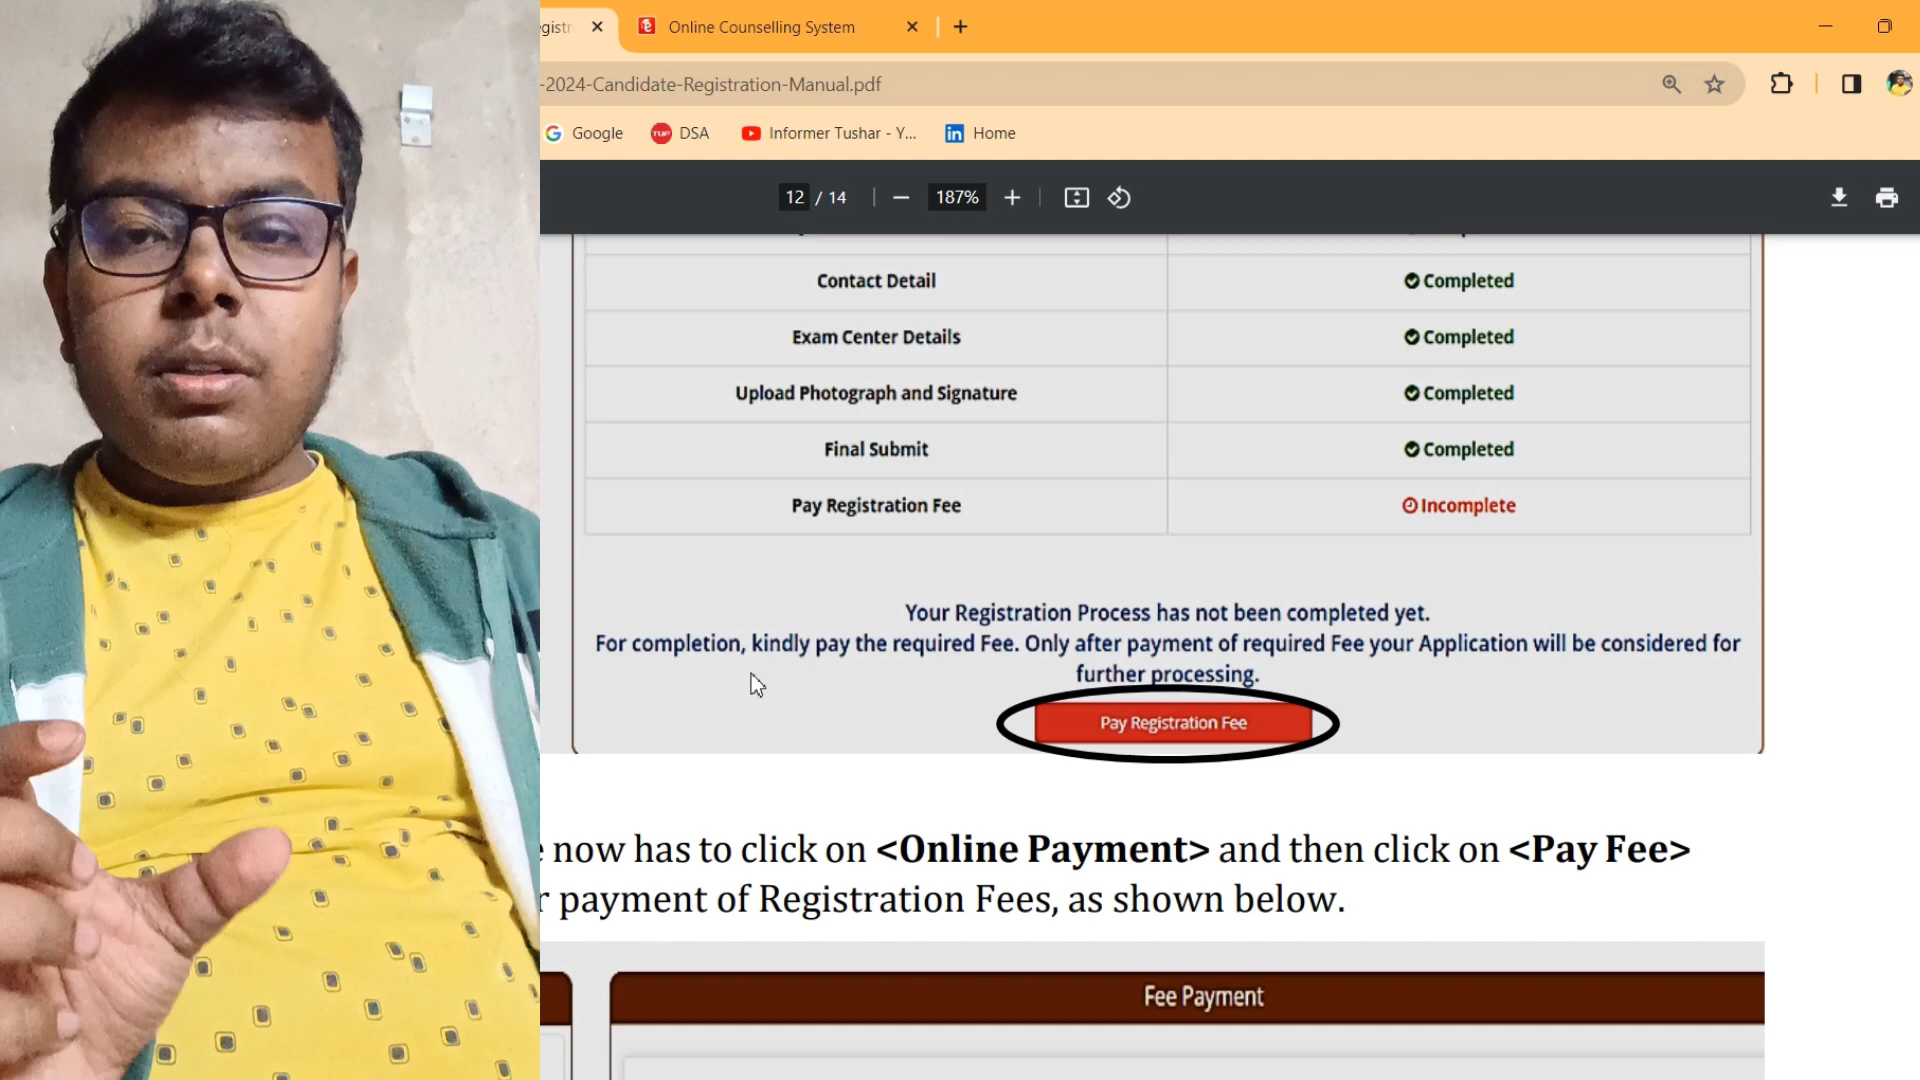 egistr
Online Counselling System
-2024-Candidate-Registration-Manual.pdf
Google
TUF
DSA
Informer Tushar - Y...
in
Home
12 / 14
187%
Contact Detail
Completed
Exam Center Details
Completed
Upload Photograph and Signature
Completed
Final Submit
Completed
Pay Registration Fee
Incomplete
Your Registration Process has not been completed yet.
For completion, kindly pay the required Fee. Only after payment of required Fee your Application will be considered for
further processing.
Pay Registration Fee
now has to click on <Online Payment> and then click on <Pay Fee>
r payment of Registration Fees, as shown below.
Fee Payment